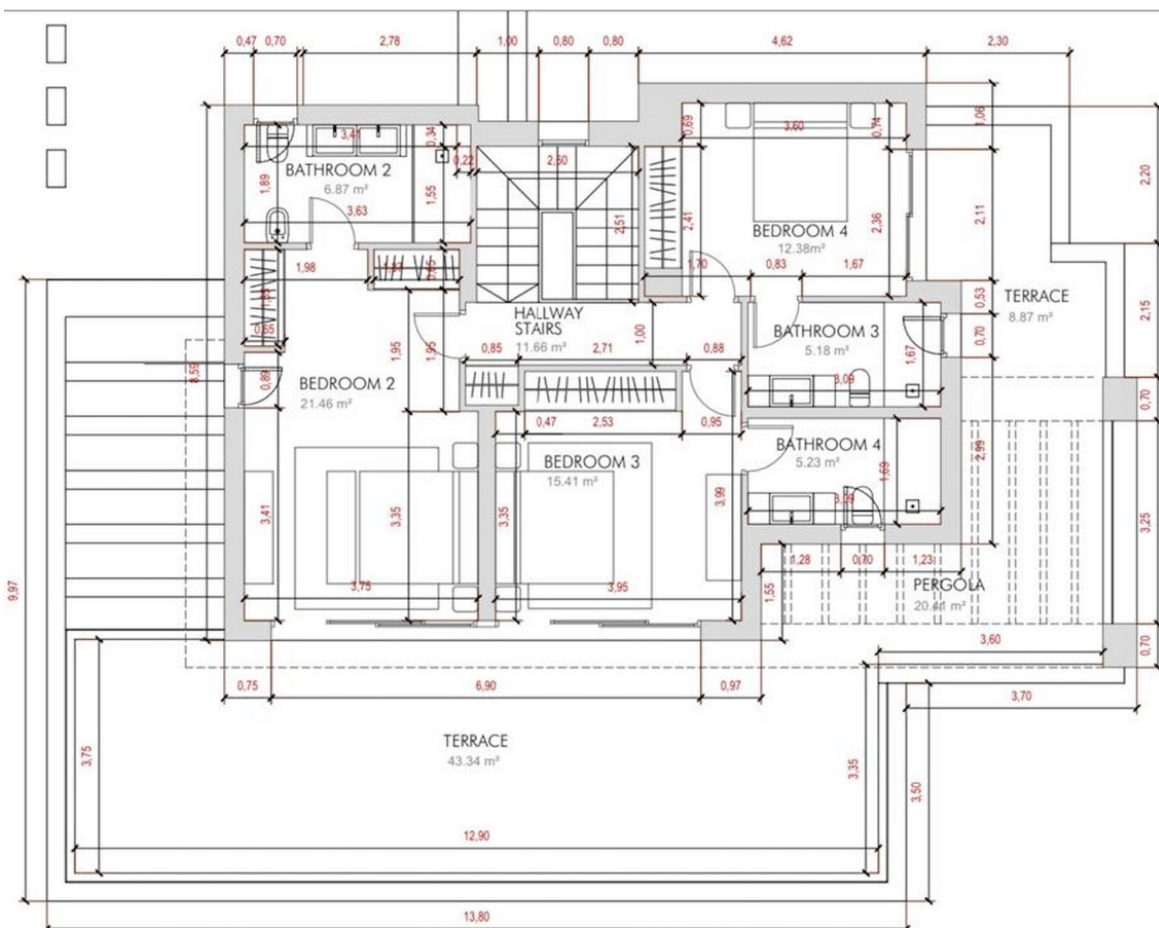 0,47 0,70 2,78 1,00 0,80 0,80 4,62 2,30
3,41
0,34
0,22
2,60
0,69
3,60
0,74
1,06
BATHROOM 2
6.87 m²
1,89
1,55
3,63
2,51
2,41
BEDROOM 4
12.38m²
2,36
2,11
2,20
1,98
0,65
1,70 0,83 1,67
0,53
TERRACE
8.87 m²
2,15
HALLWAY
STAIRS
11.66 m²
1,00
BATHROOM 3
5.18 m²
1,67
0,70
8,59
1,95
1,95
0,85 2,71 0,88
3,09
0,89
BEDROOM 2
21.46 m²
0,70
0,47 2,53 0,95
BATHROOM 4
5.23 m²
1,69
2,99
BEDROOM 3
15.41 m²
3,41
3,35
3,35
3,99
3,09
3,25
9,97
3,75
3,95
1,55
1,28 0,70 1,23
PERGOLA
3,60
0,70
0,75 6,90 0,97
3,70
TERRACE
43.34 m²
3,75
3,35
3,50
12,90
13,80